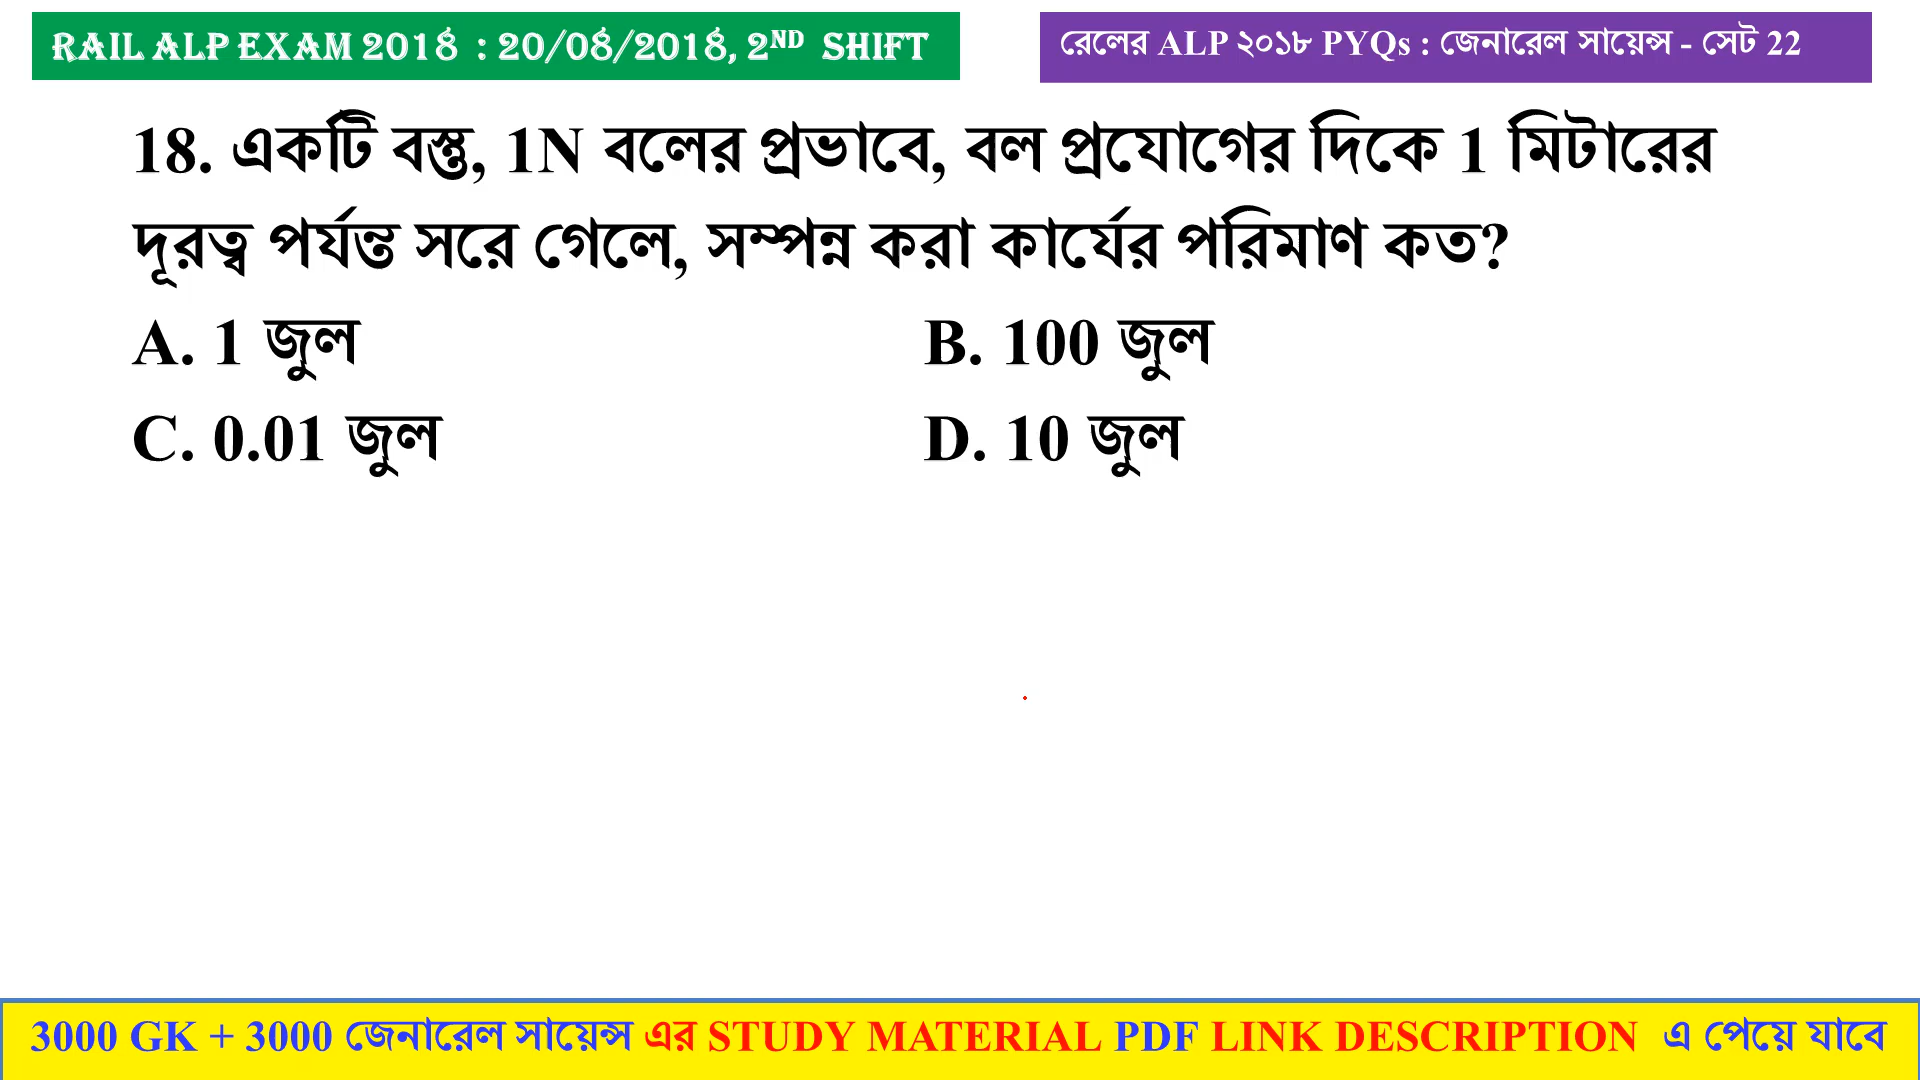 RAIL ALP EXAM 2018 : 20/08/2018, 2ND SHIFT
রেলের ALP ২০১৮ PYQs : জেনারেল সায়েন্স - সেট 22
18. একটি বস্তু, 1N বলের প্রভাবে, বল প্রযোগের দিকে 1 মিটারের
দূরত্ব পর্যন্ত সরে গেলে, সম্পন্ন করা কার্যের পরিমাণ কত?
A. 1 জুল B. 100 জুল
C. 0.01 জুল D. 10 জুল
3000 GK + 3000 জেনারেল সায়েন্স এর STUDY MATERIAL PDF LINK DESCRIPTION এ পেয়ে যাবে